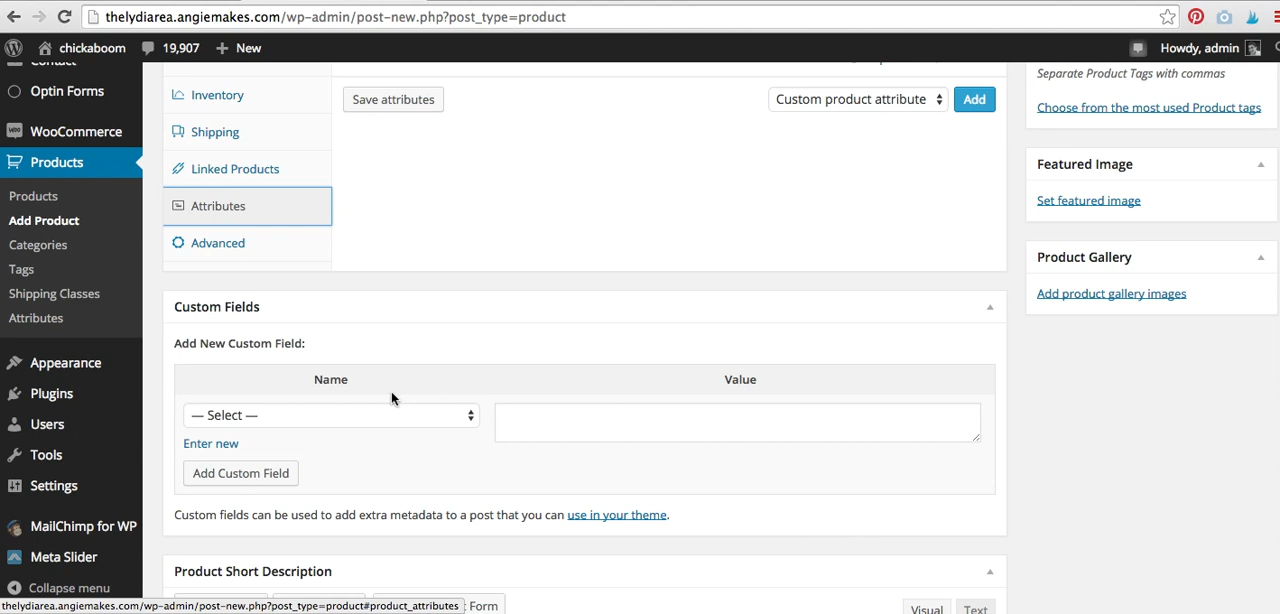 thelydiarea.angiemakes.com/wp-admin/post-new.php?post_type=product
chickaboom 19,907 + New Howdy, admin
Contact
Optin Forms
WooCommerce
Products
Products
Add Product
Categories
Tags
Shipping Classes
Attributes
Appearance
Plugins
Users
Tools
Settings
MailChimp for WP
Meta Slider
Collapse menu
Inventory
Shipping
Linked Products
Attributes
Advanced
Save attributes Custom product attribute Add
Custom Fields
Add New Custom Field:
Name Value
— Select —
Enter new
Add Custom Field
Custom fields can be used to add extra metadata to a post that you can use in your theme.
Product Short Description
Form Visual Text
Separate Product Tags with commas
Choose from the most used Product tags
Featured Image
Set featured image
Product Gallery
Add product gallery images
thelydiarea.angiemakes.com/wp-admin/post-new.php?post_type=product#product_attributes